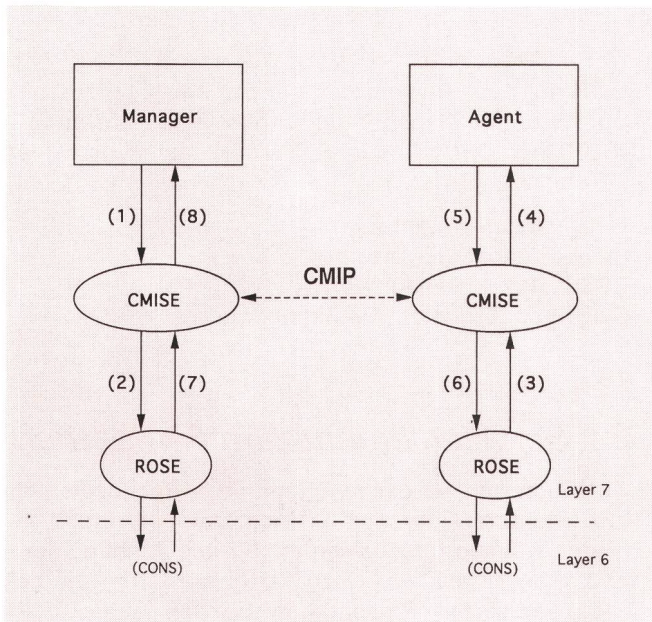 Manager
Agent
(1)
(8)
(5)
(4)
CMIP
CMISE
CMISE
(2)
(7)
(6)
(3)
ROSE
ROSE
Layer 7
(CONS)
(CONS)
Layer 6